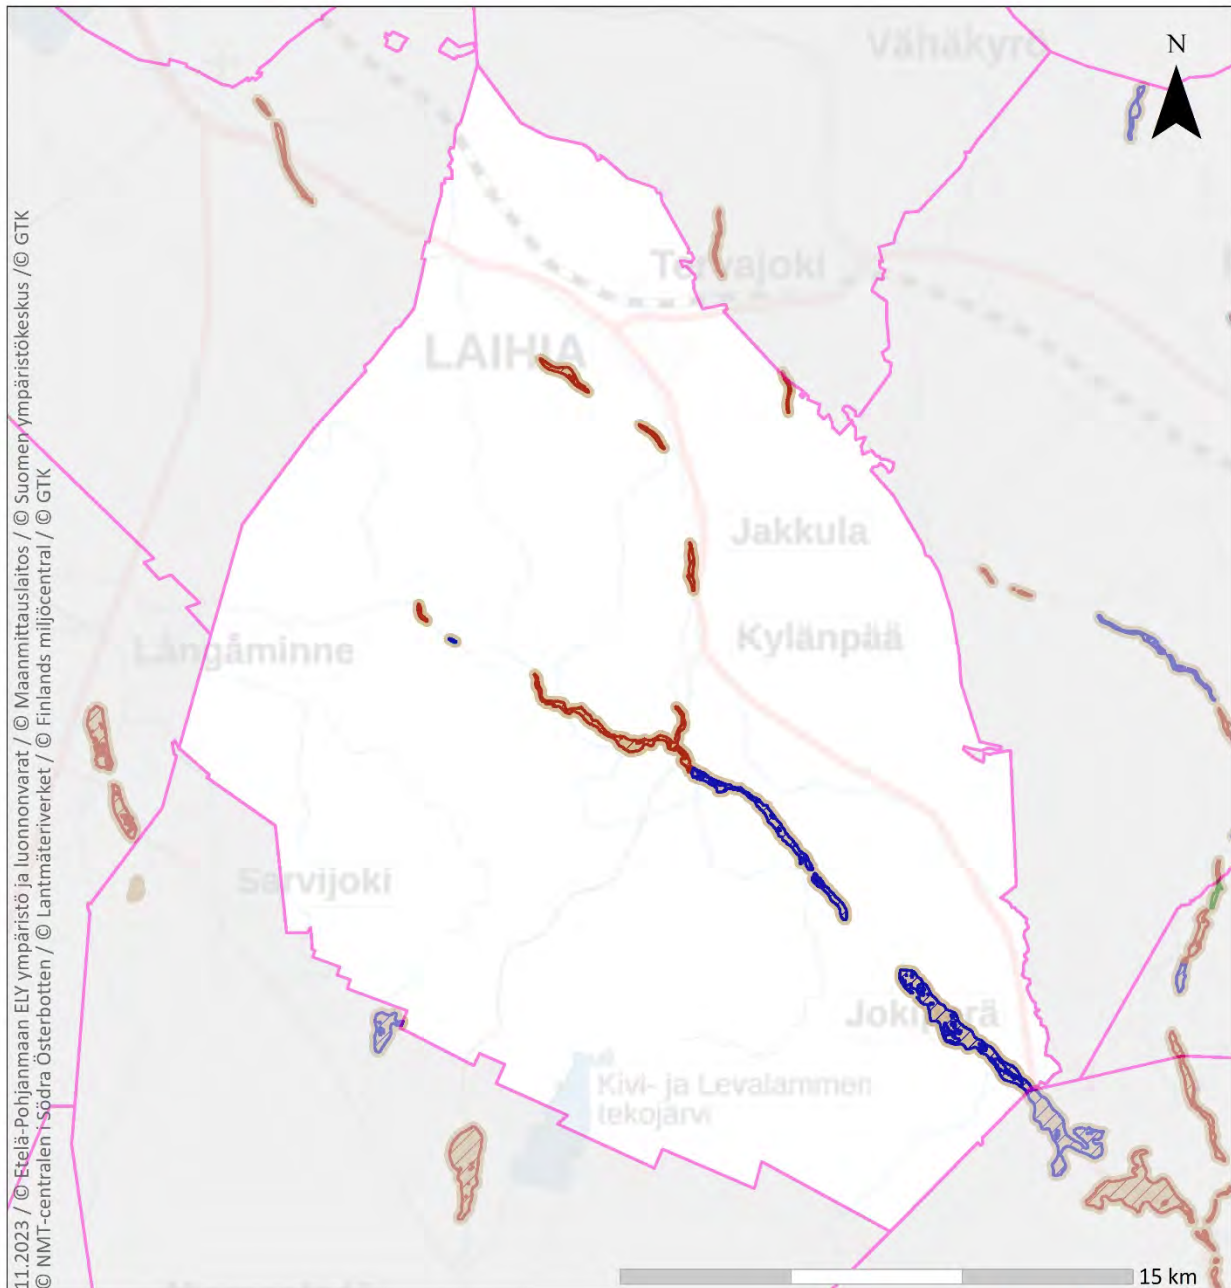 Vähäkyrö
N
Tervajoki
LAIHIA
Jakkula
Kylänpää
Långåminne
Sarvijoki
Jokiperä
Kivi- ja Levalammen
tekojärvi
15 km
11.2023 / © Etelä-Pohjanmaan ELY ympäristö ja luonnonvarat / © Maanmittauslaitos / © Suomen ympäristökeskus /© GTK
© NMT-centralen i Södra Österbotten / © Lantmäteriverket / © Finlands miljöcentral / © GTK